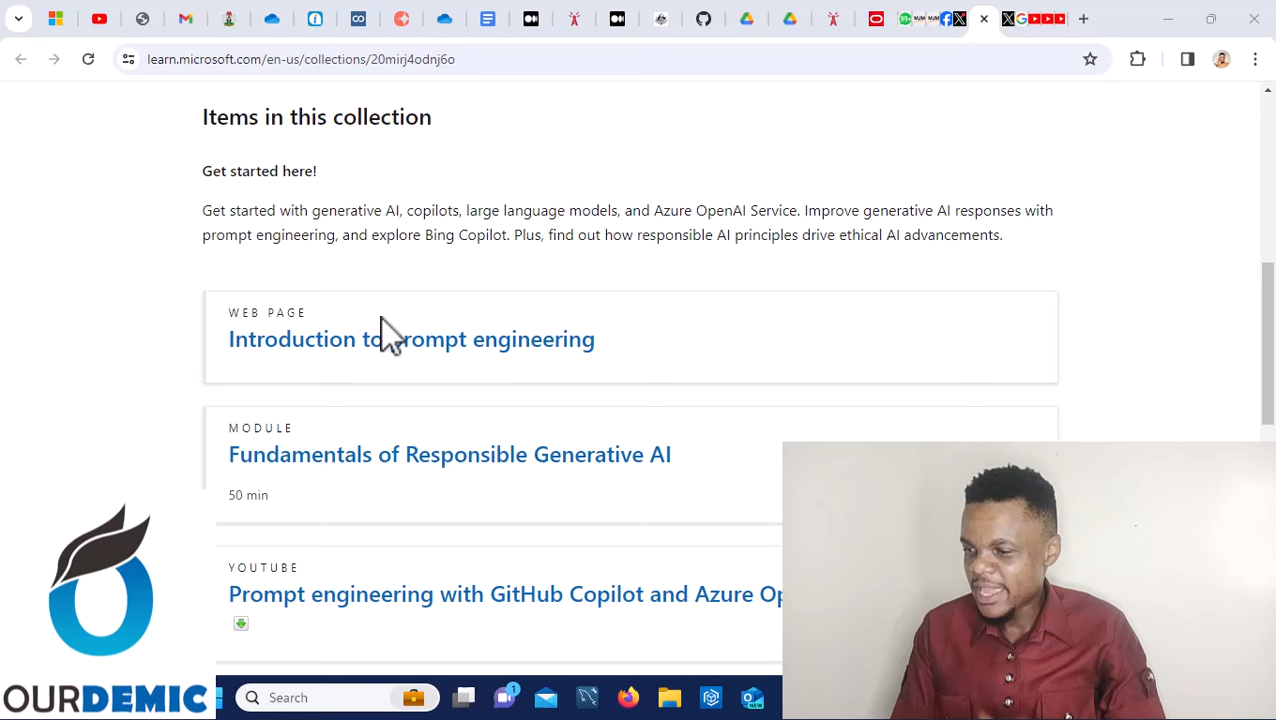 99+
learn.microsoft.com/en-us/collections/20mirj4odnj6o
Items in this collection
Get started here!
Get started with generative AI, copilots, large language models, and Azure OpenAI Service. Improve generative AI responses with
prompt engineering, and explore Bing Copilot. Plus, find out how responsible AI principles drive ethical AI advancements.
WEB PAGE
Introduction to prompt engineering
MODULE
Fundamentals of Responsible Generative AI
50 min
YOUTUBE
Prompt engineering with GitHub Copilot and Azure Op
OURDEMIC
Search
1
NEW